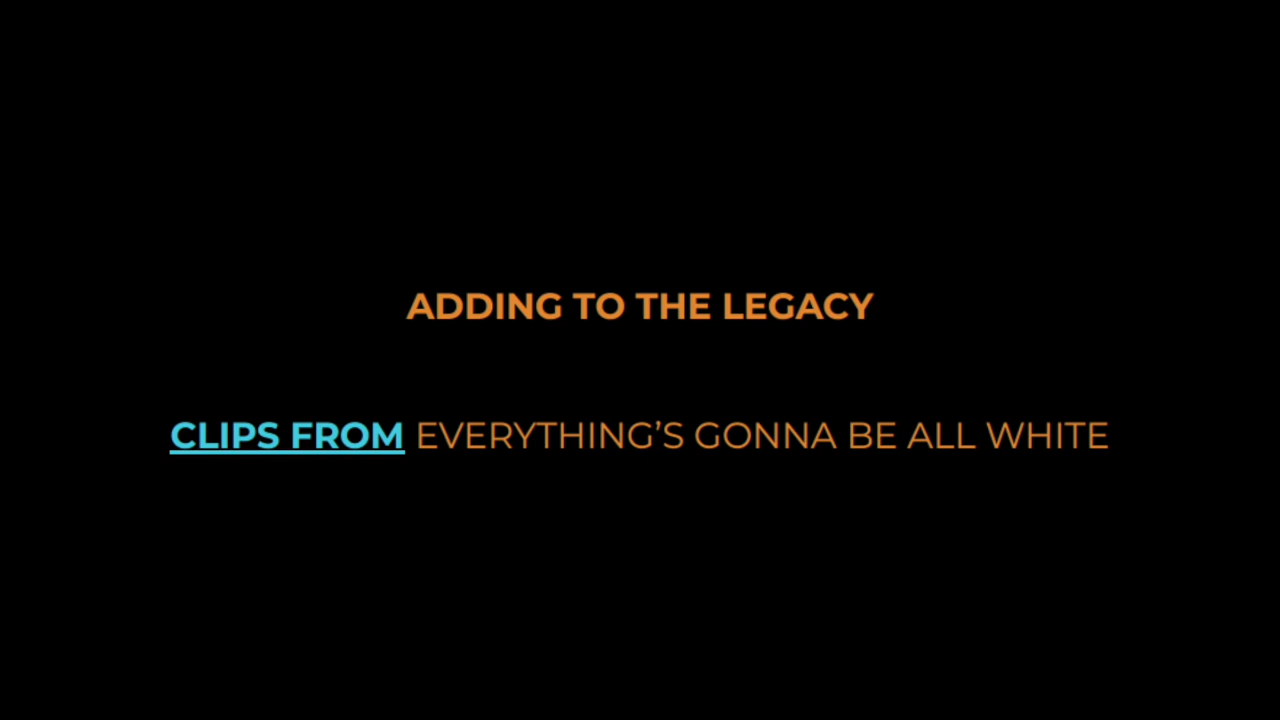 ADDING TO THE LEGACY
CLIPS FROM EVERYTHING’S GONNA BE ALL WHITE